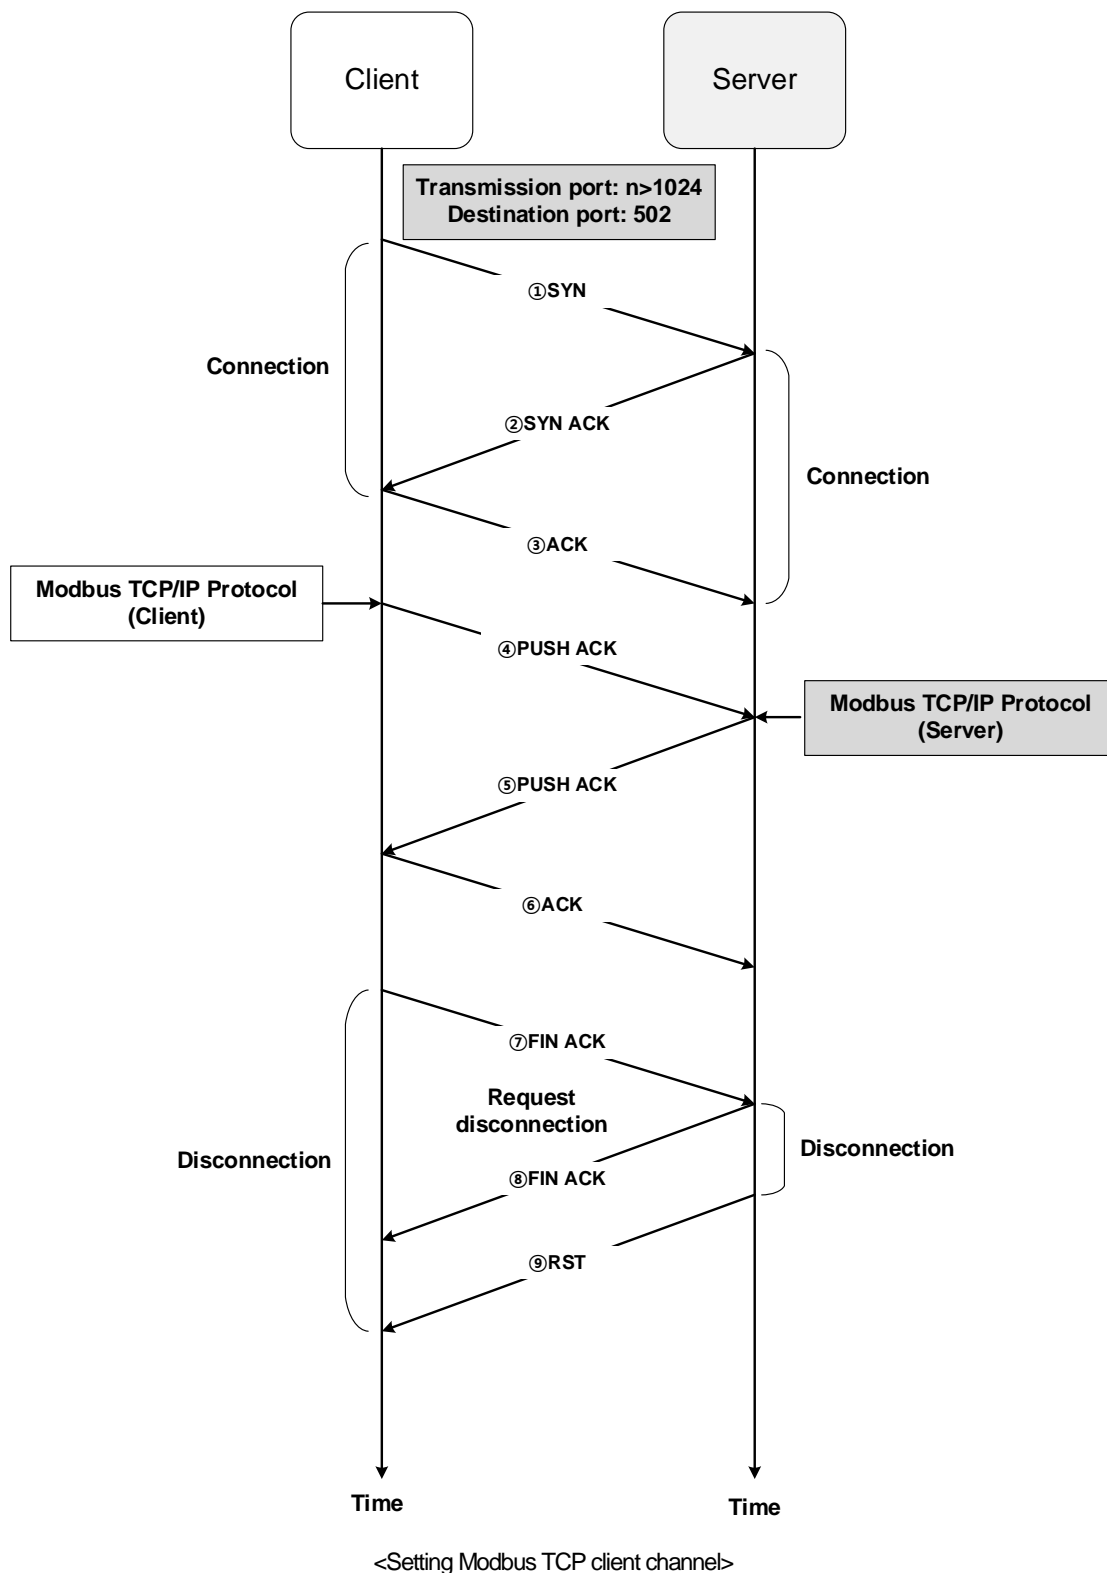 Client
Server
Transmission port: n>1024
Destination port: 502
①SYN
Connection
②SYN ACK
Connection
③ACK
Modbus TCP/IP Protocol
(Client)
④PUSH ACK
Modbus TCP/IP Protocol
(Server)
⑤PUSH ACK
⑥ACK
⑦FIN ACK
Request
disconnection
Disconnection
Disconnection
⑧FIN ACK
⑨RST
Time
Time
<Setting Modbus TCP client channel>